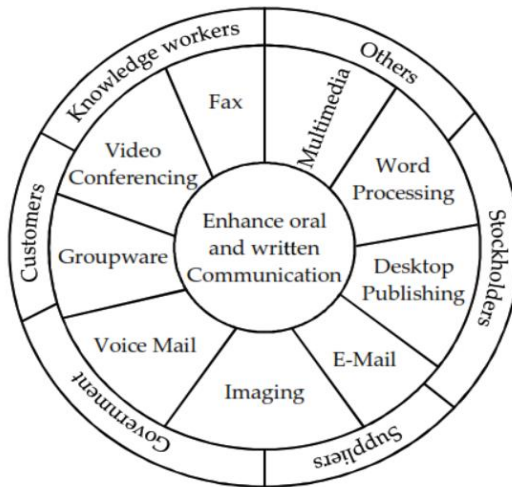 Knowledge workers
Others
Fax
Multimedia
Video
Conferencing
Word
Processing
Customers
Stockholders
Groupware
Enhance oral
and written
Communication
Desktop
Publishing
Voice Mail
E-Mail
Imaging
Government
Suppliers